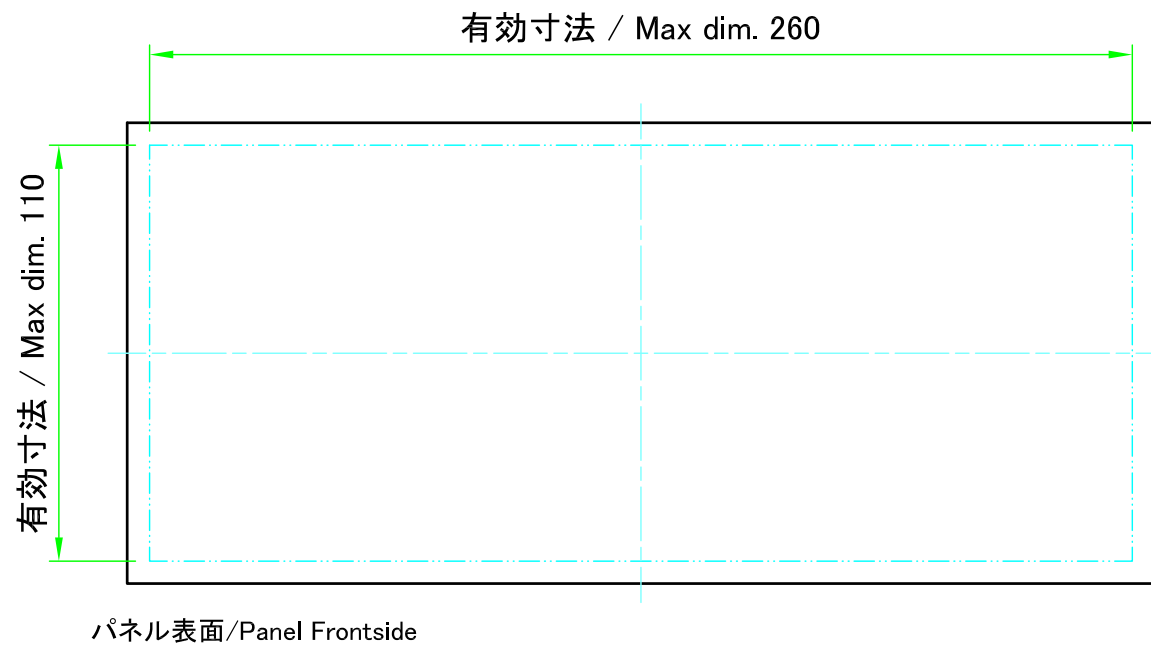 有効寸法 / Max dim. 260
有効寸法 / Max dim. 110
パネル表面/Panel Frontside